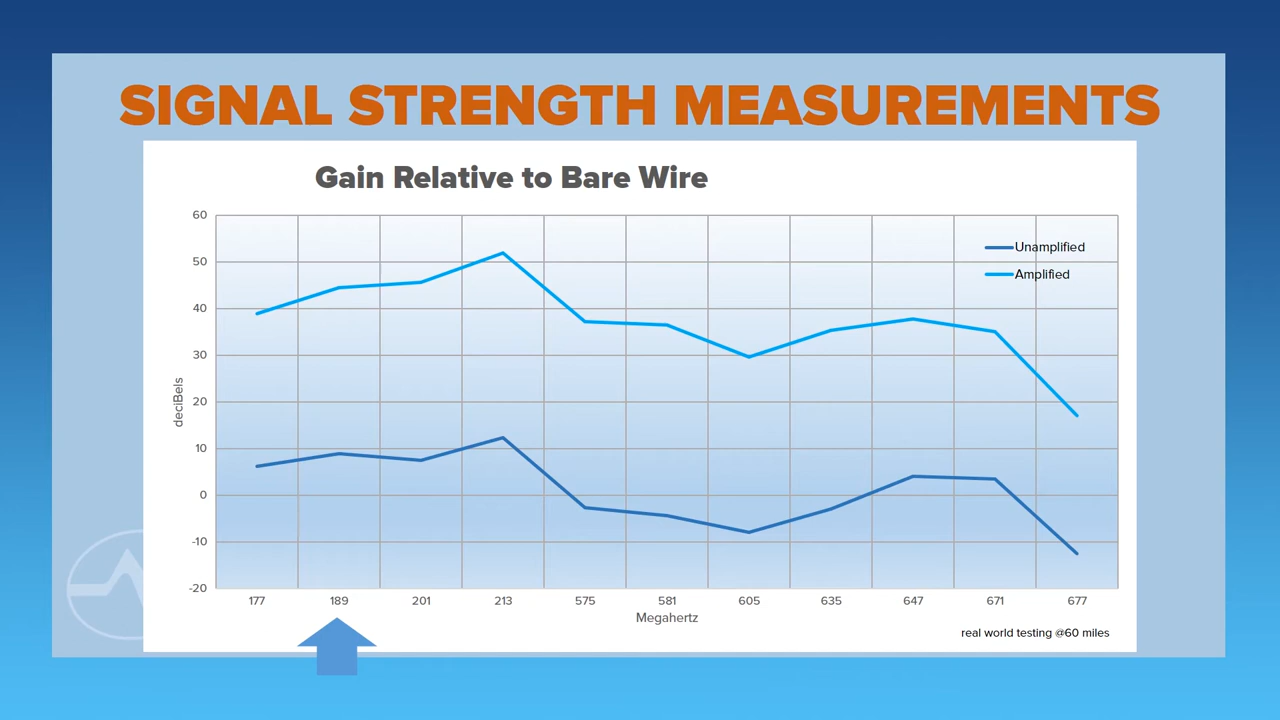 SIGNAL STRENGTH MEASUREMENTS
Gain Relative to Bare Wire
60
50
40
30
20
10
0
-10
-20
deciBels
Unamplified
Amplified
177 189 201 213 575 581 605 635 647 671 677
Megahertz
real world testing @60 miles